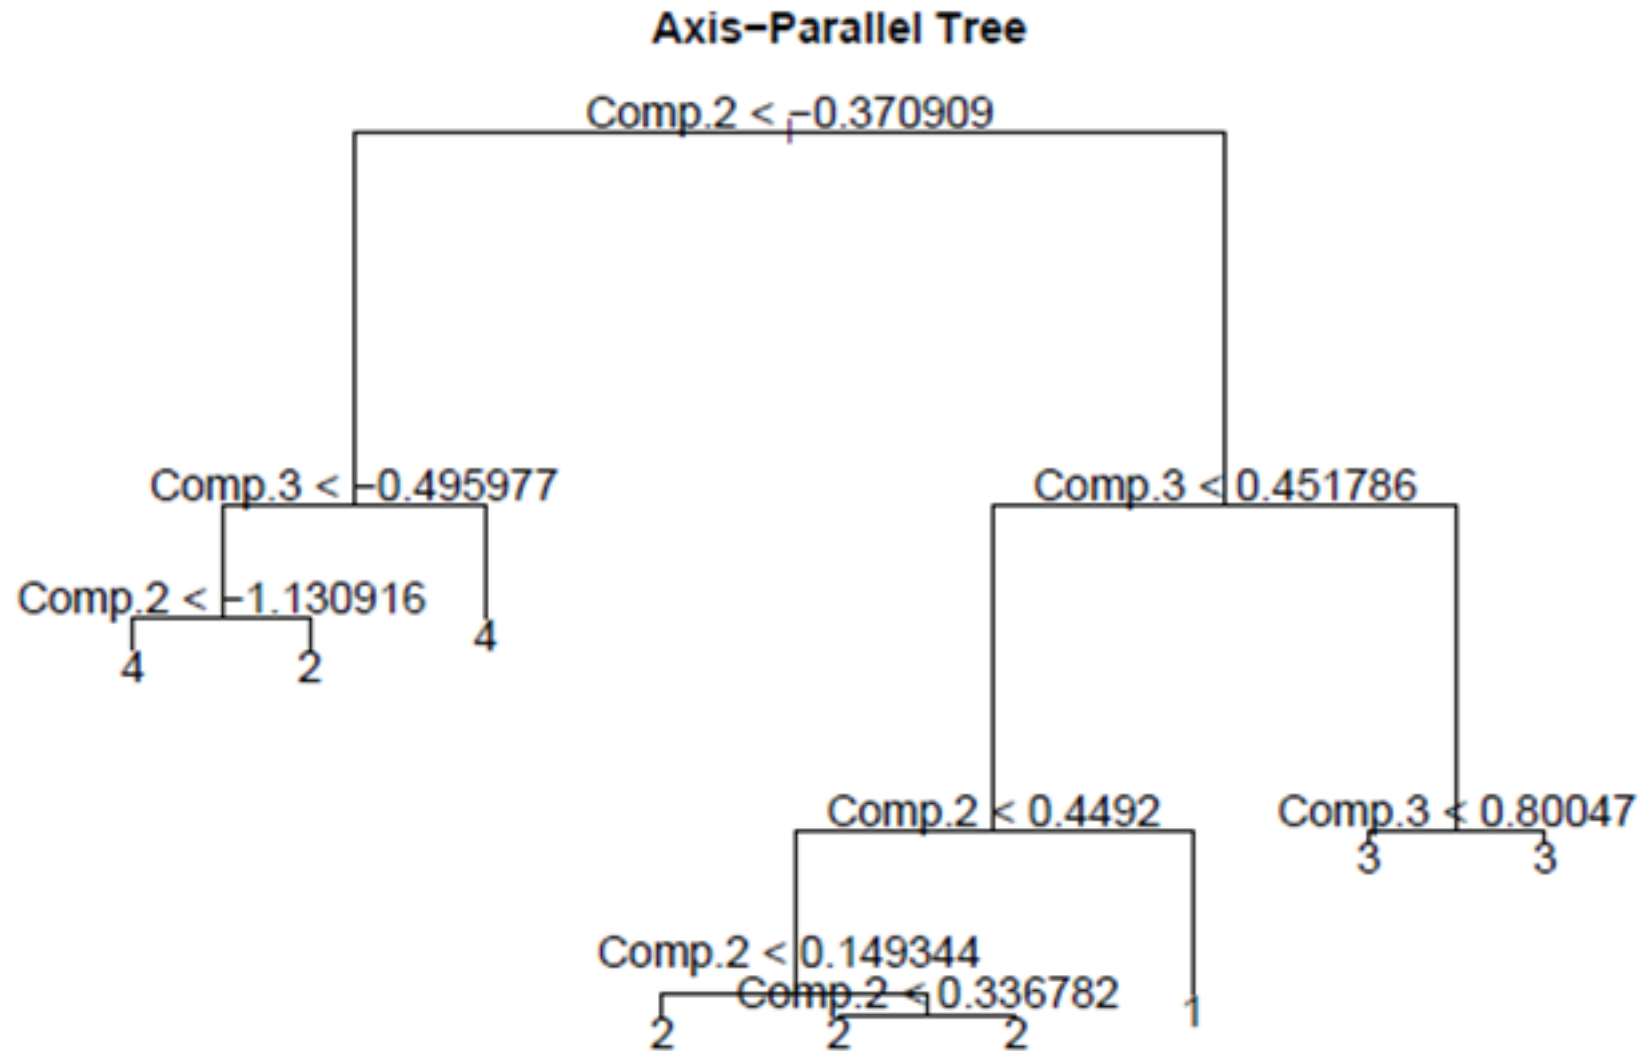 Axis−Parallel Tree
Comp.2 < −0.370909
Comp.3 < −0.495977
Comp.3 < 0.451786
Comp.2 < −1.130916
4
4
2
Comp.2 < 0.4492
Comp.3 < 0.80047
3
3
Comp.2 < 0.149344
Comp.2 < 0.336782
1
2
2
2